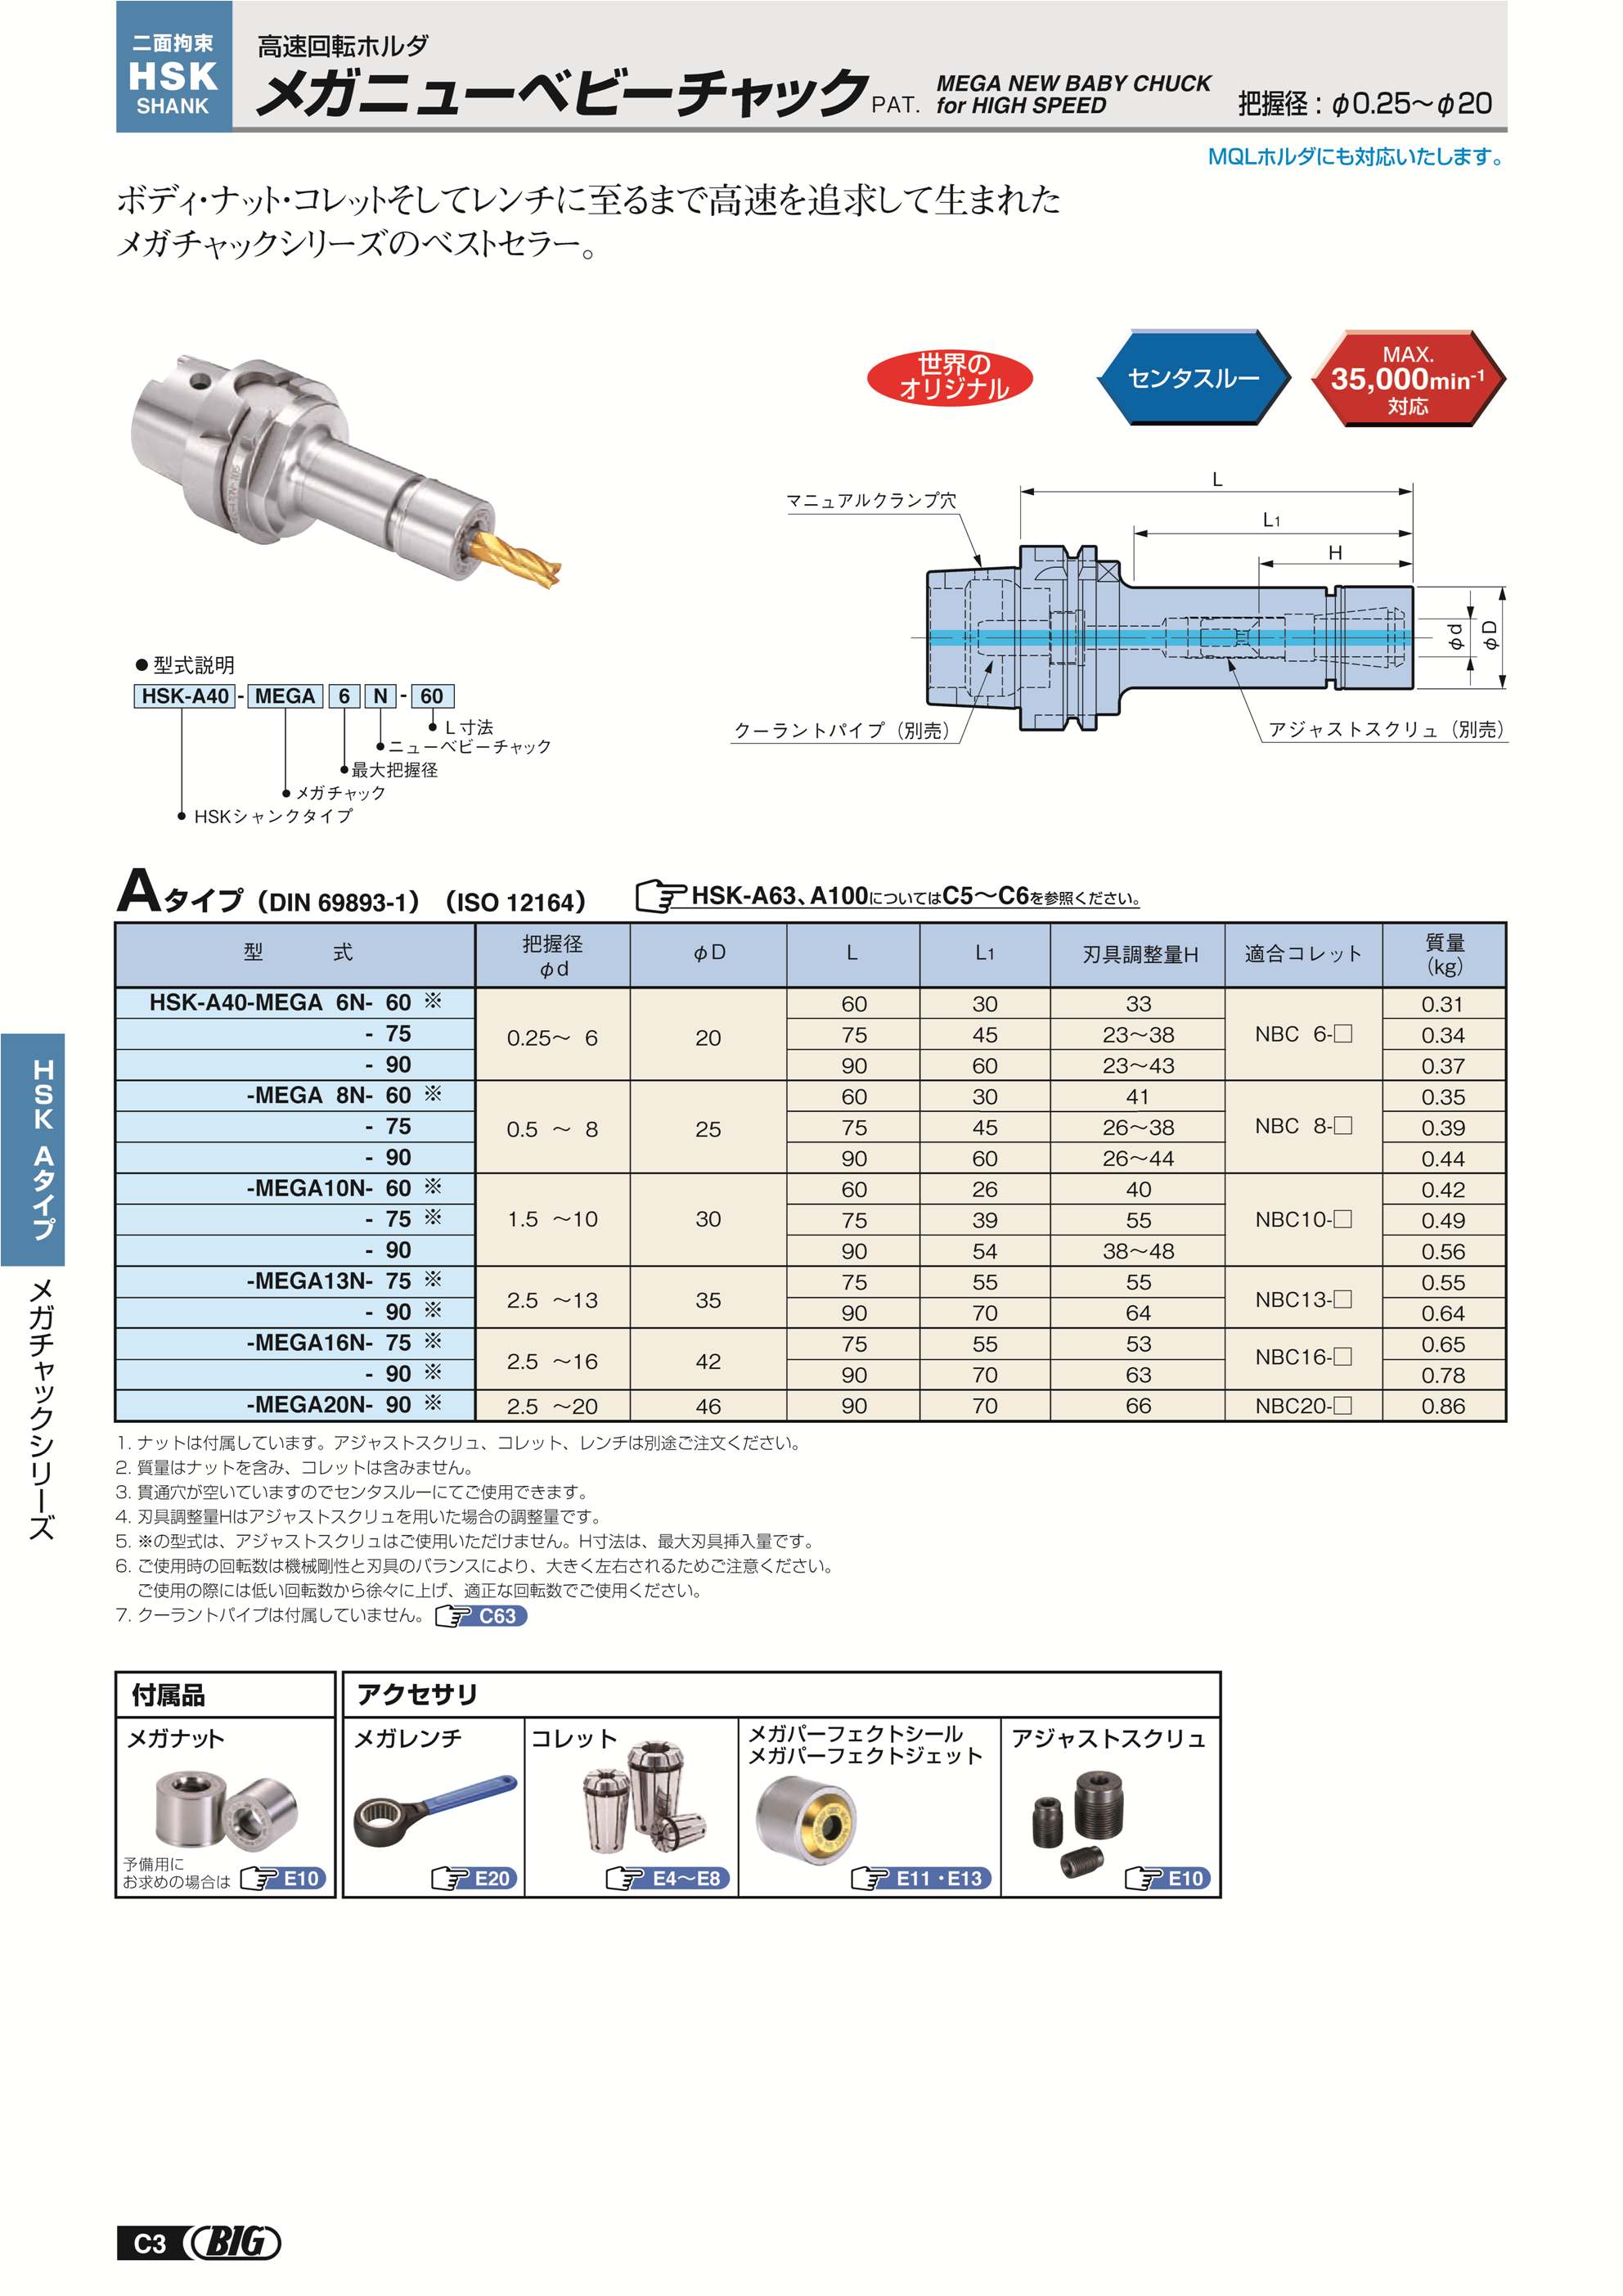 二面拘束
HSK
SHANK
高速回転ホルダ
メガニューベビーチャック PAT.
MEGA NEW BABY CHUCK
for HIGH SPEED
把握径：φ0.25〜φ20
MQLホルダにも対応いたします。
ボディ・ナット・コレットそしてレンチに至るまで高速を追求して生まれた
メガチャックシリーズのベストセラー。
世界の
オリジナル
センタスルー
MAX.
35,000min-1
対応
L
マニュアルクランプ穴
L1
H
φd
φD
クーラントパイプ（別売）
アジャストスクリュ（別売）
● 型式説明
HSK-A40 - MEGA 6 N - 60
L 寸法
ニューベビーチャック
最大把握径
メガチャック
HSKシャンクタイプ
Aタイプ（DIN 69893-1）（ISO 12164）
HSK-A63、A100についてはC5〜C6を参照ください。
型 式 把握径 φd φD L L1 刃具調整量H 適合コレット 質量 (kg)
HSK-A40-MEGA 6N- 60 ※ 0.25〜 6 20 60 30 33 NBC 6-□ 0.31
- 75 75 45 23〜38 0.34
- 90 90 60 23〜43 0.37
-MEGA 8N- 60 ※ 0.5 〜 8 25 60 30 41 NBC 8-□ 0.35
- 75 75 45 26〜38 0.39
- 90 90 60 26〜44 0.44
-MEGA10N- 60 ※ 1.5 〜10 30 60 26 40 NBC10-□ 0.42
- 75 ※ 75 39 55 0.49
- 90 90 54 38〜48 0.56
-MEGA13N- 75 ※ 2.5 〜13 35 75 55 55 NBC13-□ 0.55
- 90 ※ 90 70 64 0.64
-MEGA16N- 75 ※ 2.5 〜16 42 75 55 53 NBC16-□ 0.65
- 90 ※ 90 70 63 0.78
-MEGA20N- 90 ※ 2.5 〜20 46 90 70 66 NBC20-□ 0.86
1. ナットは付属しています。アジャストスクリュ、コレット、レンチは別途ご注文ください。
2. 質量はナットを含み、コレットは含みません。
3. 貫通穴が空いていますのでセンタスルーにてご使用できます。
4. 刃具調整量Hはアジャストスクリュを用いた場合の調整量です。
5. ※の型式は、アジャストスクリュはご使用いただけません。H寸法は、最大刃具挿入量です。
6. ご使用時の回転数は機械剛性と刃具のバランスにより、大きく左右されるためご注意ください。
ご使用の際には低い回転数から徐々に上げ、適正な回転数でご使用ください。
7. クーラントパイプは付属していません。 C63
付属品
メガナット
予備用に
お求めの場合は E10
アクセサリ
メガレンチ
E20
コレット
E4〜E8
メガパーフェクトシール
メガパーフェクトジェット
E11・E13
アジャストスクリュ
E10
HSK Aタイプ
メガチャックシリーズ
C3 BIG